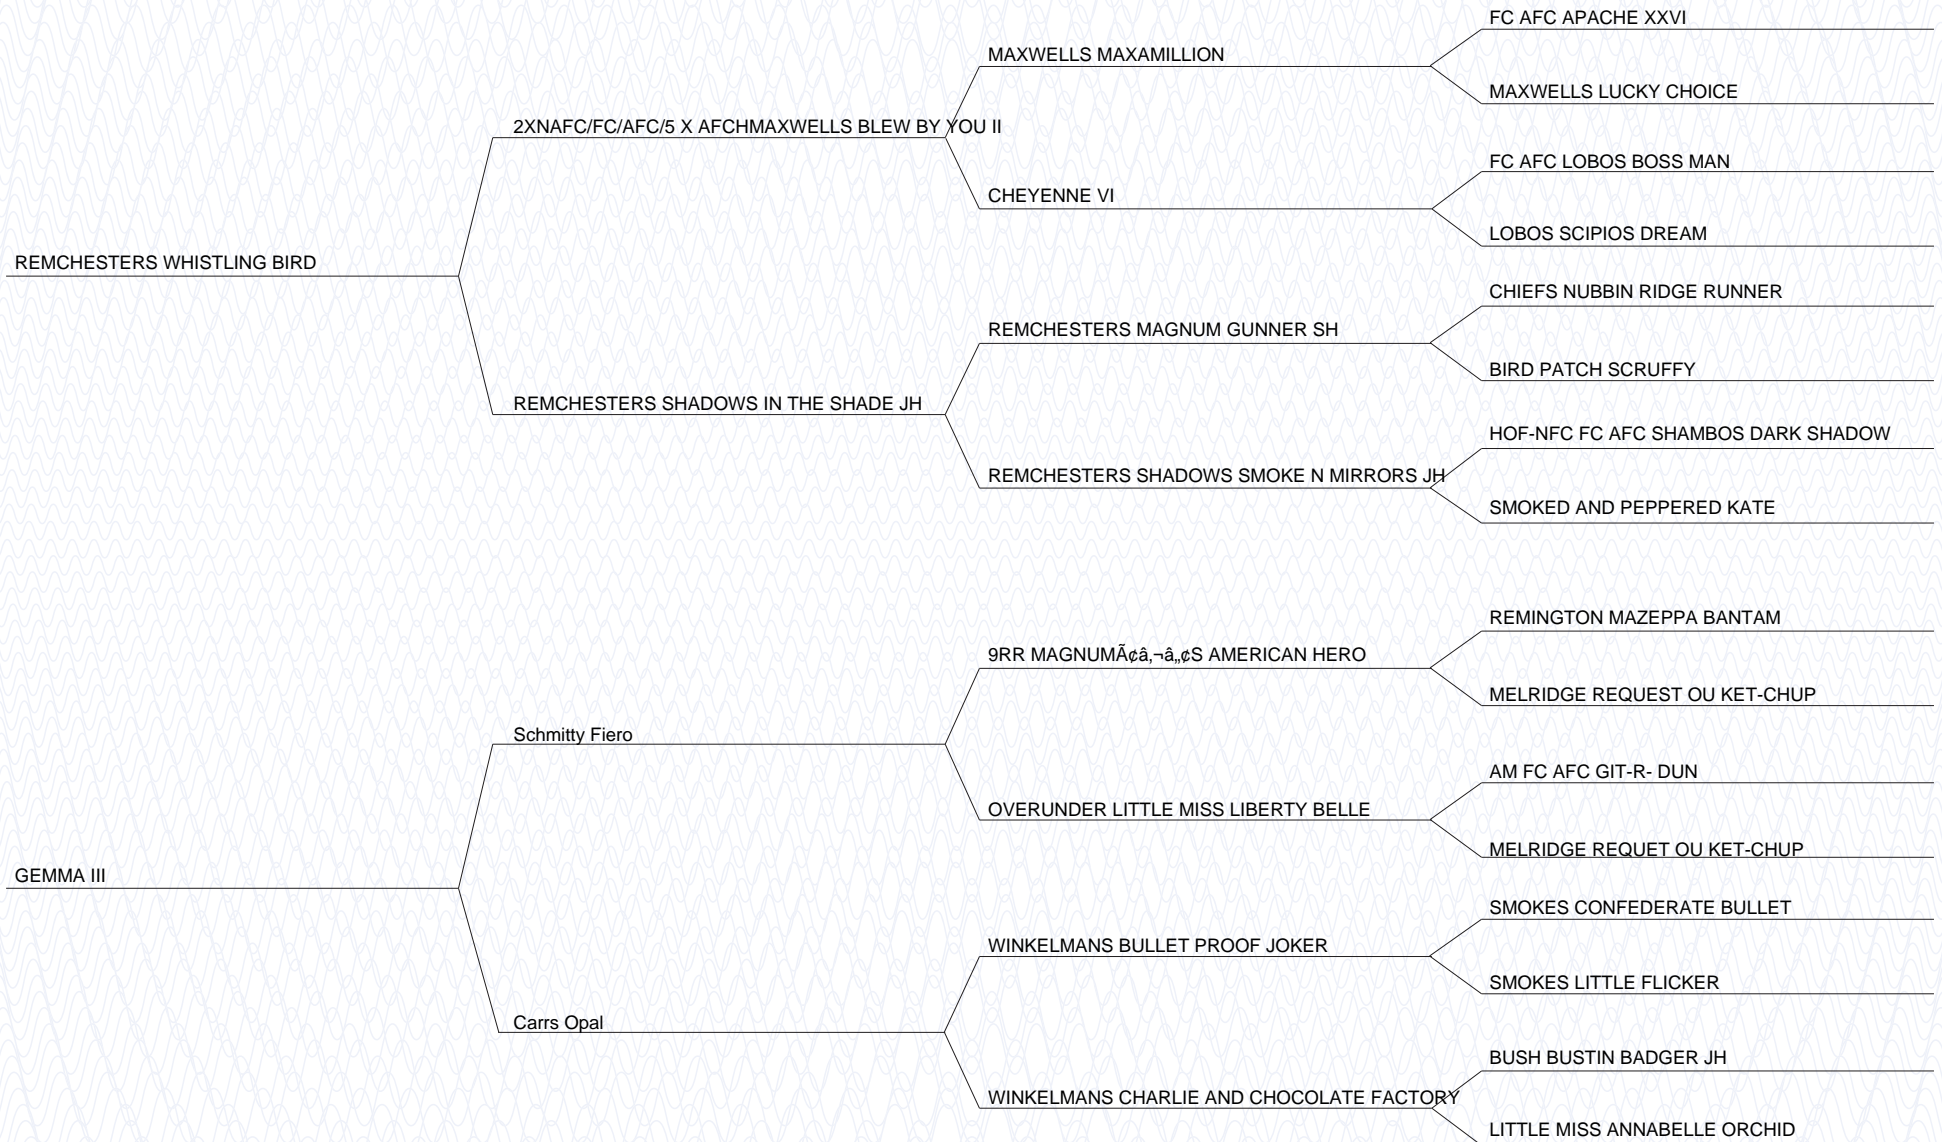 FC AFC APACHE XXVI
MAXWELLS MAXAMILLION
MAXWELLS LUCKY CHOICE
2XNAFC/FC/AFC/5 X AFCHMAXWELLS BLEW BY YOU II
FC AFC LOBOS BOSS MAN
CHEYENNE VI
LOBOS SCIPIOS DREAM
REMCHESTERS WHISTLING BIRD
CHIEFS NUBBIN RIDGE RUNNER
REMCHESTERS MAGNUM GUNNER SH
BIRD PATCH SCRUFFY
REMCHESTERS SHADOWS IN THE SHADE JH
HOF-NFC FC AFC SHAMBOS DARK SHADOW
REMCHESTERS SHADOWS SMOKE N MIRRORS JH
SMOKED AND PEPPERED KATE
REMINGTON MAZEPPA BANTAM
9RR MAGNUMÃ¢â‚¬â„¢S AMERICAN HERO
MELRIDGE REQUEST OU KET-CHUP
Schmitty Fiero
AM FC AFC GIT-R- DUN
OVERUNDER LITTLE MISS LIBERTY BELLE
MELRIDGE REQUET OU KET-CHUP
GEMMA III
SMOKES CONFEDERATE BULLET
WINKELMANS BULLET PROOF JOKER
SMOKES LITTLE FLICKER
Carrs Opal
BUSH BUSTIN BADGER JH
WINKELMANS CHARLIE AND CHOCOLATE FACTORY
LITTLE MISS ANNABELLE ORCHID